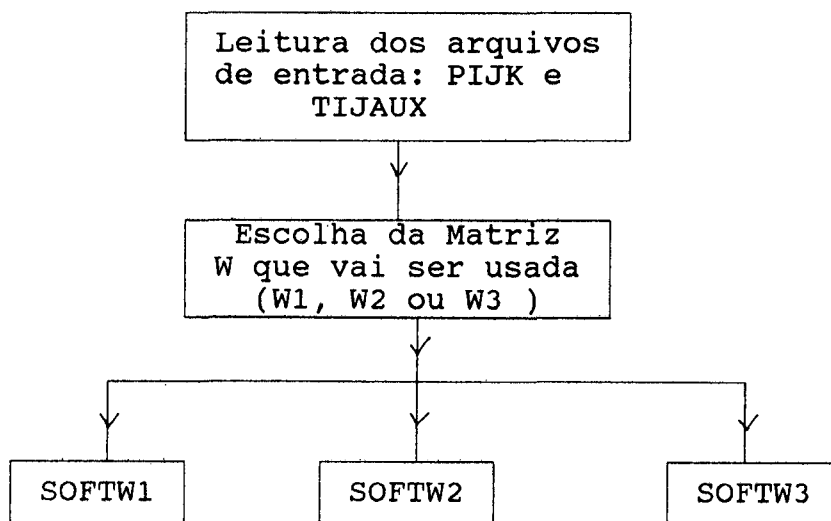 Leitura dos arquivos
de entrada: PIJK e
TIJAUX
Escolha da Matriz
W que vai ser usada
(W1, W2 ou W3 )
SOFTW1
SOFTW2
SOFTW3